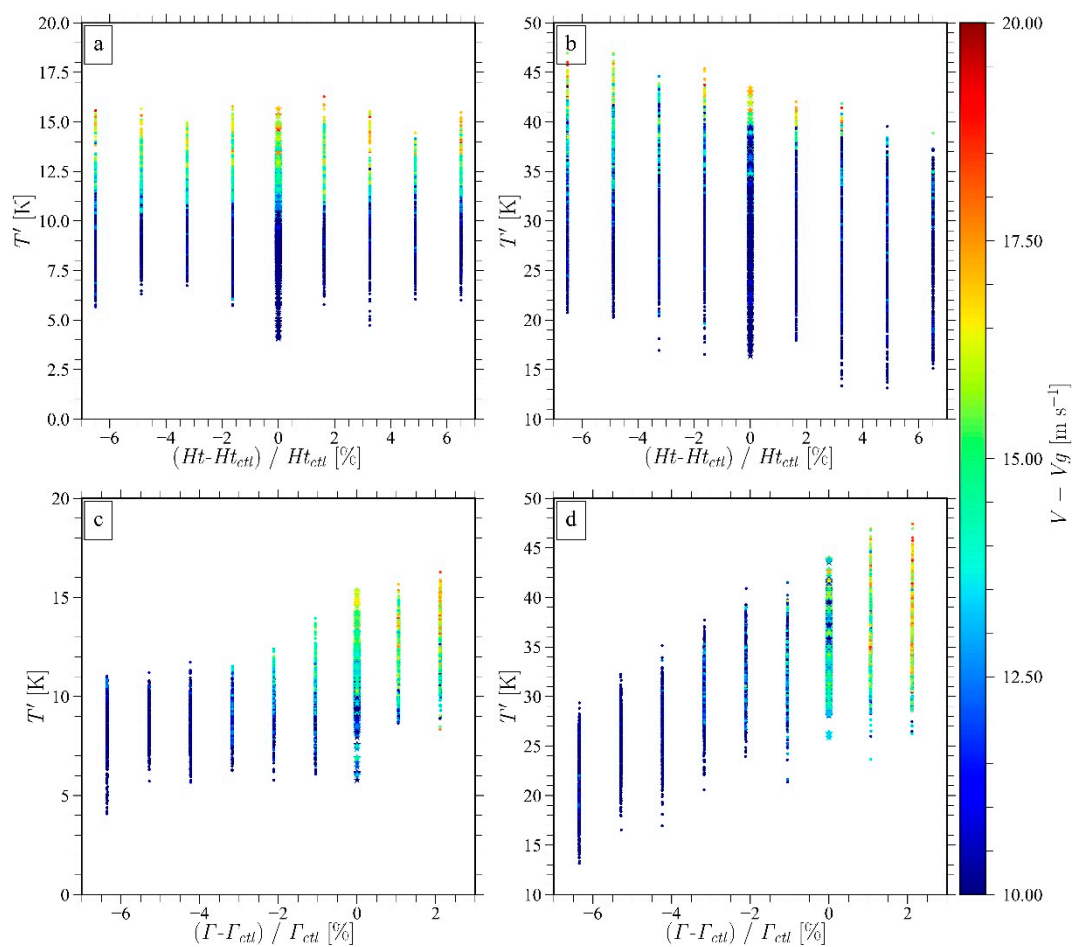 a
20.0
17.5
15.0
12.5
10.0
7.5
5.0
2.5
0.0
T′ [K]
−6 −4 −2 0 2 4 6
(Ht-Ht_ctl) / Ht_ctl [%]
b
50
45
40
35
30
25
20
15
10
T′ [K]
−6 −4 −2 0 2 4 6
(Ht-Ht_ctl) / Ht_ctl [%]
c
20
15
10
5
0
T′ [K]
−6 −4 −2 0 2
(Γ-Γ_ctl) / Γ_ctl [%]
d
50
45
40
35
30
25
20
15
10
T′ [K]
−6 −4 −2 0 2
(Γ-Γ_ctl) / Γ_ctl [%]
20.00
17.50
15.00
12.50
10.00
V − Vg [m s⁻¹]